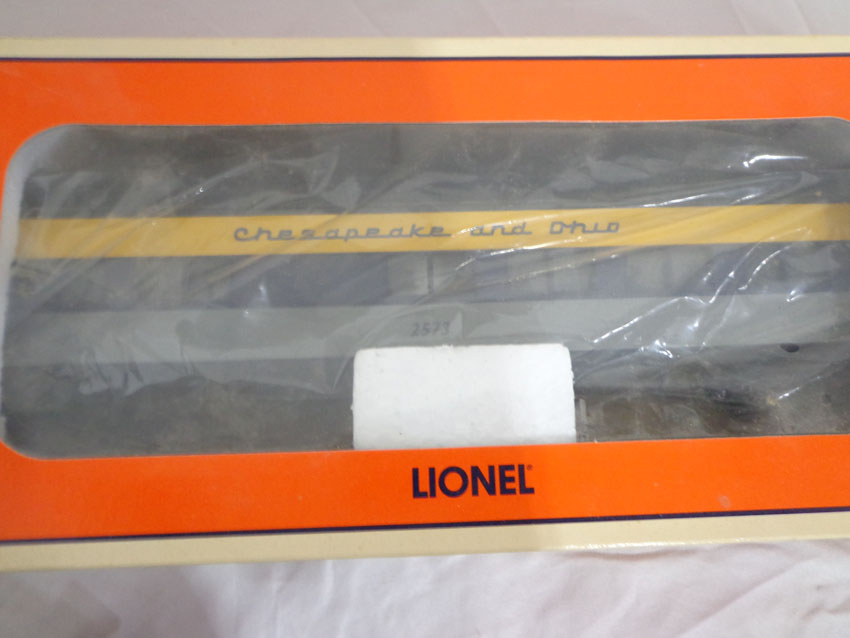 Chesapeake and Ohio
2573
LIONEL